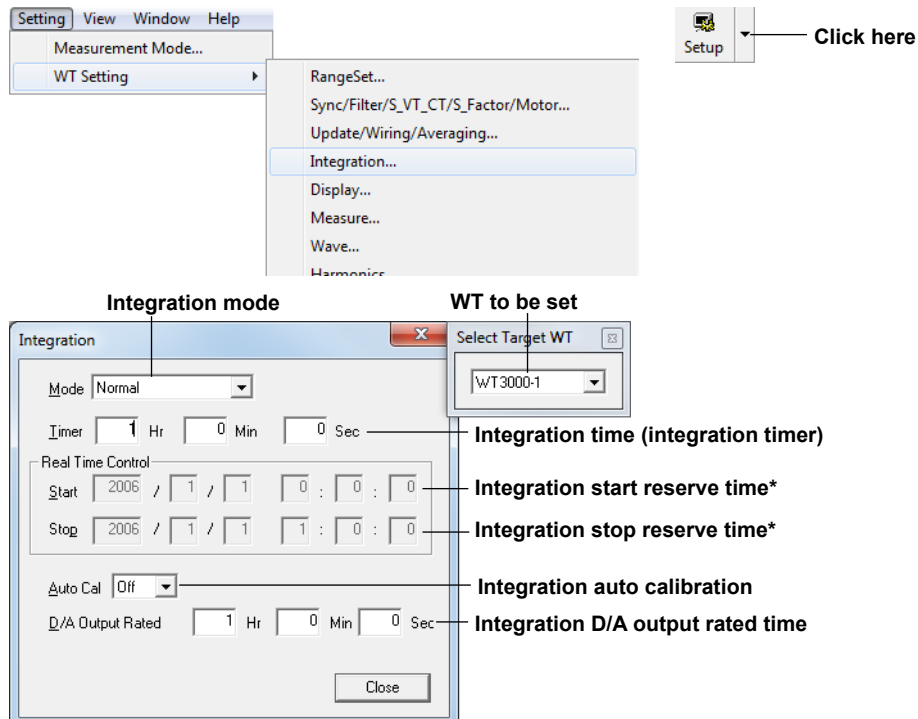 Setting View Window Help
Measurement Mode...
WT Setting
RangeSet...
Sync/Filter/S_VT_CT/S_Factor/Motor...
Update/Wiring/Averaging...
Integration...
Display...
Measure...
Wave...
Harmonics
Setup
Click here
Integration mode
WT to be set
Integration
Select Target WT
WT3000-1
Mode Normal
Timer 1 Hr 0 Min 0 Sec
Integration time (integration timer)
Real Time Control
Start 2006 / 1 / 1 0 : 0 : 0
Integration start reserve time*
Stop 2006 / 1 / 1 1 : 0 : 0
Integration stop reserve time*
Auto Cal Off
Integration auto calibration
D/A Output Rated 1 Hr 0 Min 0 Sec
Integration D/A output rated time
Close